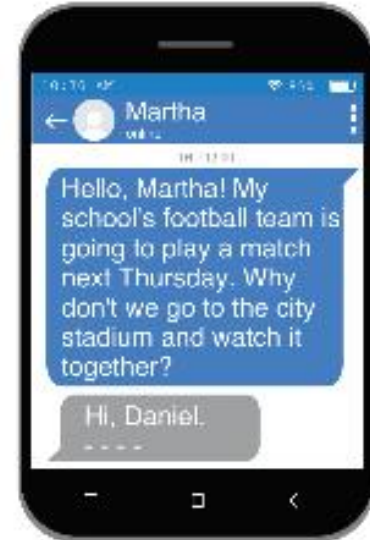 Martha
online
Hello, Martha! My
school's football team is
going to play a match
next Thursday. Why
don't we go to the city
stadium and watch it
together?
Hi, Daniel.
- - - -